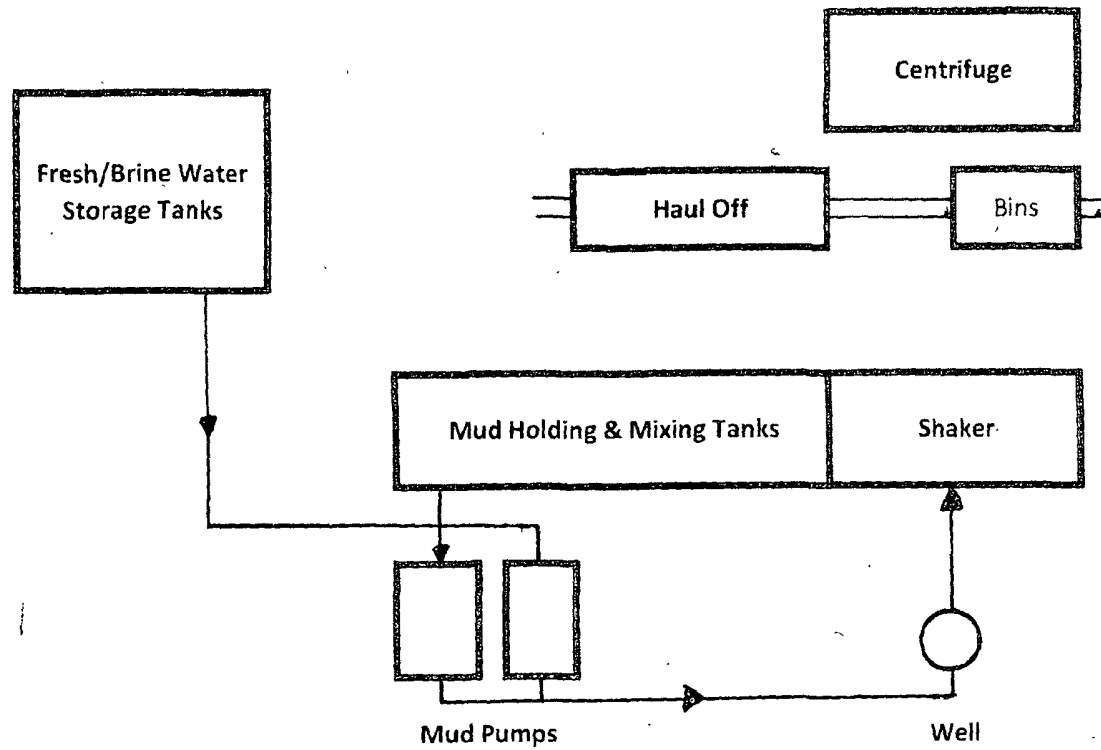 Centrifuge
Fresh/Brine Water
Storage Tanks
Haul Off
Bins
Mud Holding & Mixing Tanks
Shaker
Mud Pumps
Well